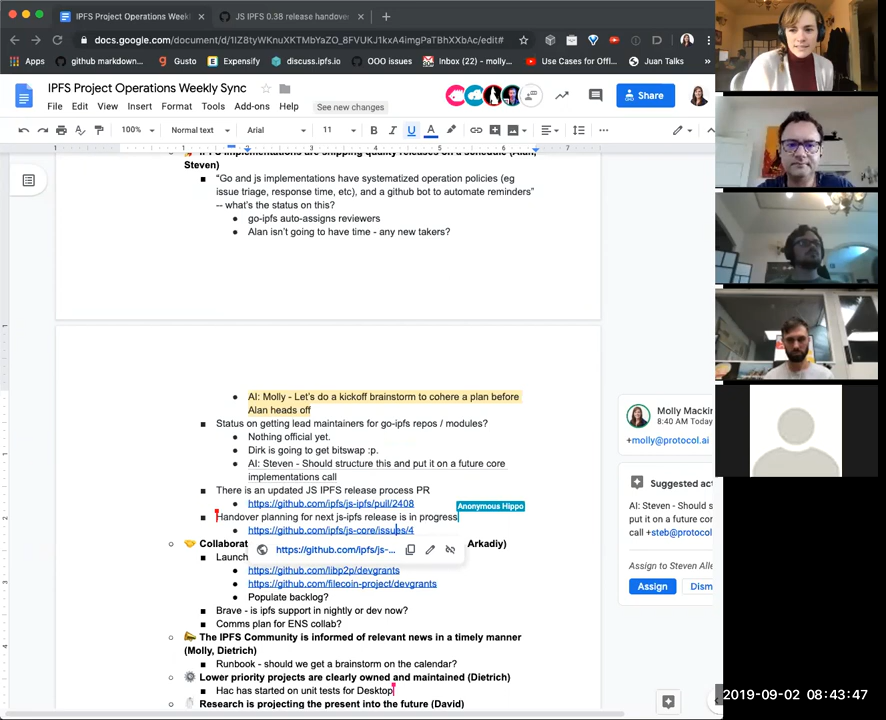 IPFS Project Operations Weekl
JS IPFS 0.38 release handover
docs.google.com/document/d/1IZ8tyWKnuXKTMbYaZO_8FVUKJ1kxA4imgPaTBhXXbAc/edit#
Apps
github markdown...
Gusto
Expensify
discuss.ipfs.io
OOO issues
Inbox (22) - molly...
Use Cases for Offl...
Juan Talks
IPFS Project Operations Weekly Sync
File Edit View Insert Format Tools Add-ons Help
See new changes
Share
100%
Normal text
Arial
11
B I U A
IPFS implementations are shipping quality releases on a schedule (Alan,
Steven)
"Go and js implementations have systematized operation policies (eg
issue triage, response time, etc), and a github bot to automate reminders"
-- what's the status on this?
go-ipfs auto-assigns reviewers
Alan isn't going to have time - any new takers?
AI: Molly - Let's do a kickoff brainstorm to cohere a plan before
Alan heads off
Status on getting lead maintainers for go-ipfs repos / modules?
Nothing official yet.
Dirk is going to get bitswap :p.
AI: Steven - Should structure this and put it on a future core
implementations call
There is an updated JS IPFS release process PR
https://github.com/ipfs/js-ipfs/pull/2408
Anonymous Hippo
Handover planning for next js-ipfs release is in progress
https://github.com/ipfs/js-core/issues/4
Collaborat
Arkadiy)
https://github.com/ipfs/js-...
Launch
https://github.com/libp2p/devgrants
https://github.com/filecoin-project/devgrants
Populate backlog?
Brave - is ipfs support in nightly or dev now?
Comms plan for ENS collab?
The IPFS Community is informed of relevant news in a timely manner
(Molly, Dietrich)
Runbook - should we get a brainstorm on the calendar?
Lower priority projects are clearly owned and maintained (Dietrich)
Hac has started on unit tests for Desktop
Research is projecting the present into the future (David)
Molly Mackin
8:40 AM Today
+molly@protocol.ai
Suggested act
AI: Steven - Should s
put it on a future core
call +steb@protocol
Assign to Steven Alle
Assign
Dism
2019-09-02 08:43:47